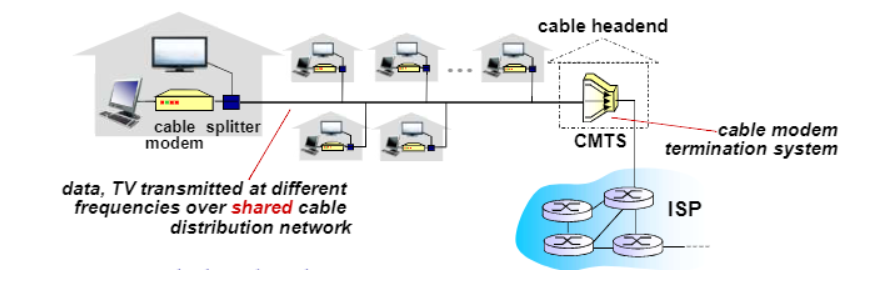 cable headend
cable splitter
modem
CMTS
cable modem
termination system
data, TV transmitted at different
frequencies over shared cable
distribution network
ISP